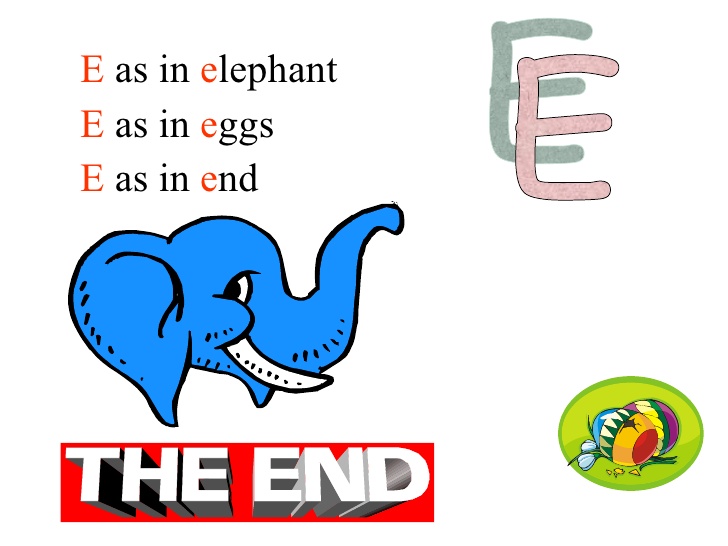 E as in elephant
E as in eggs
E as in end
E
THE END